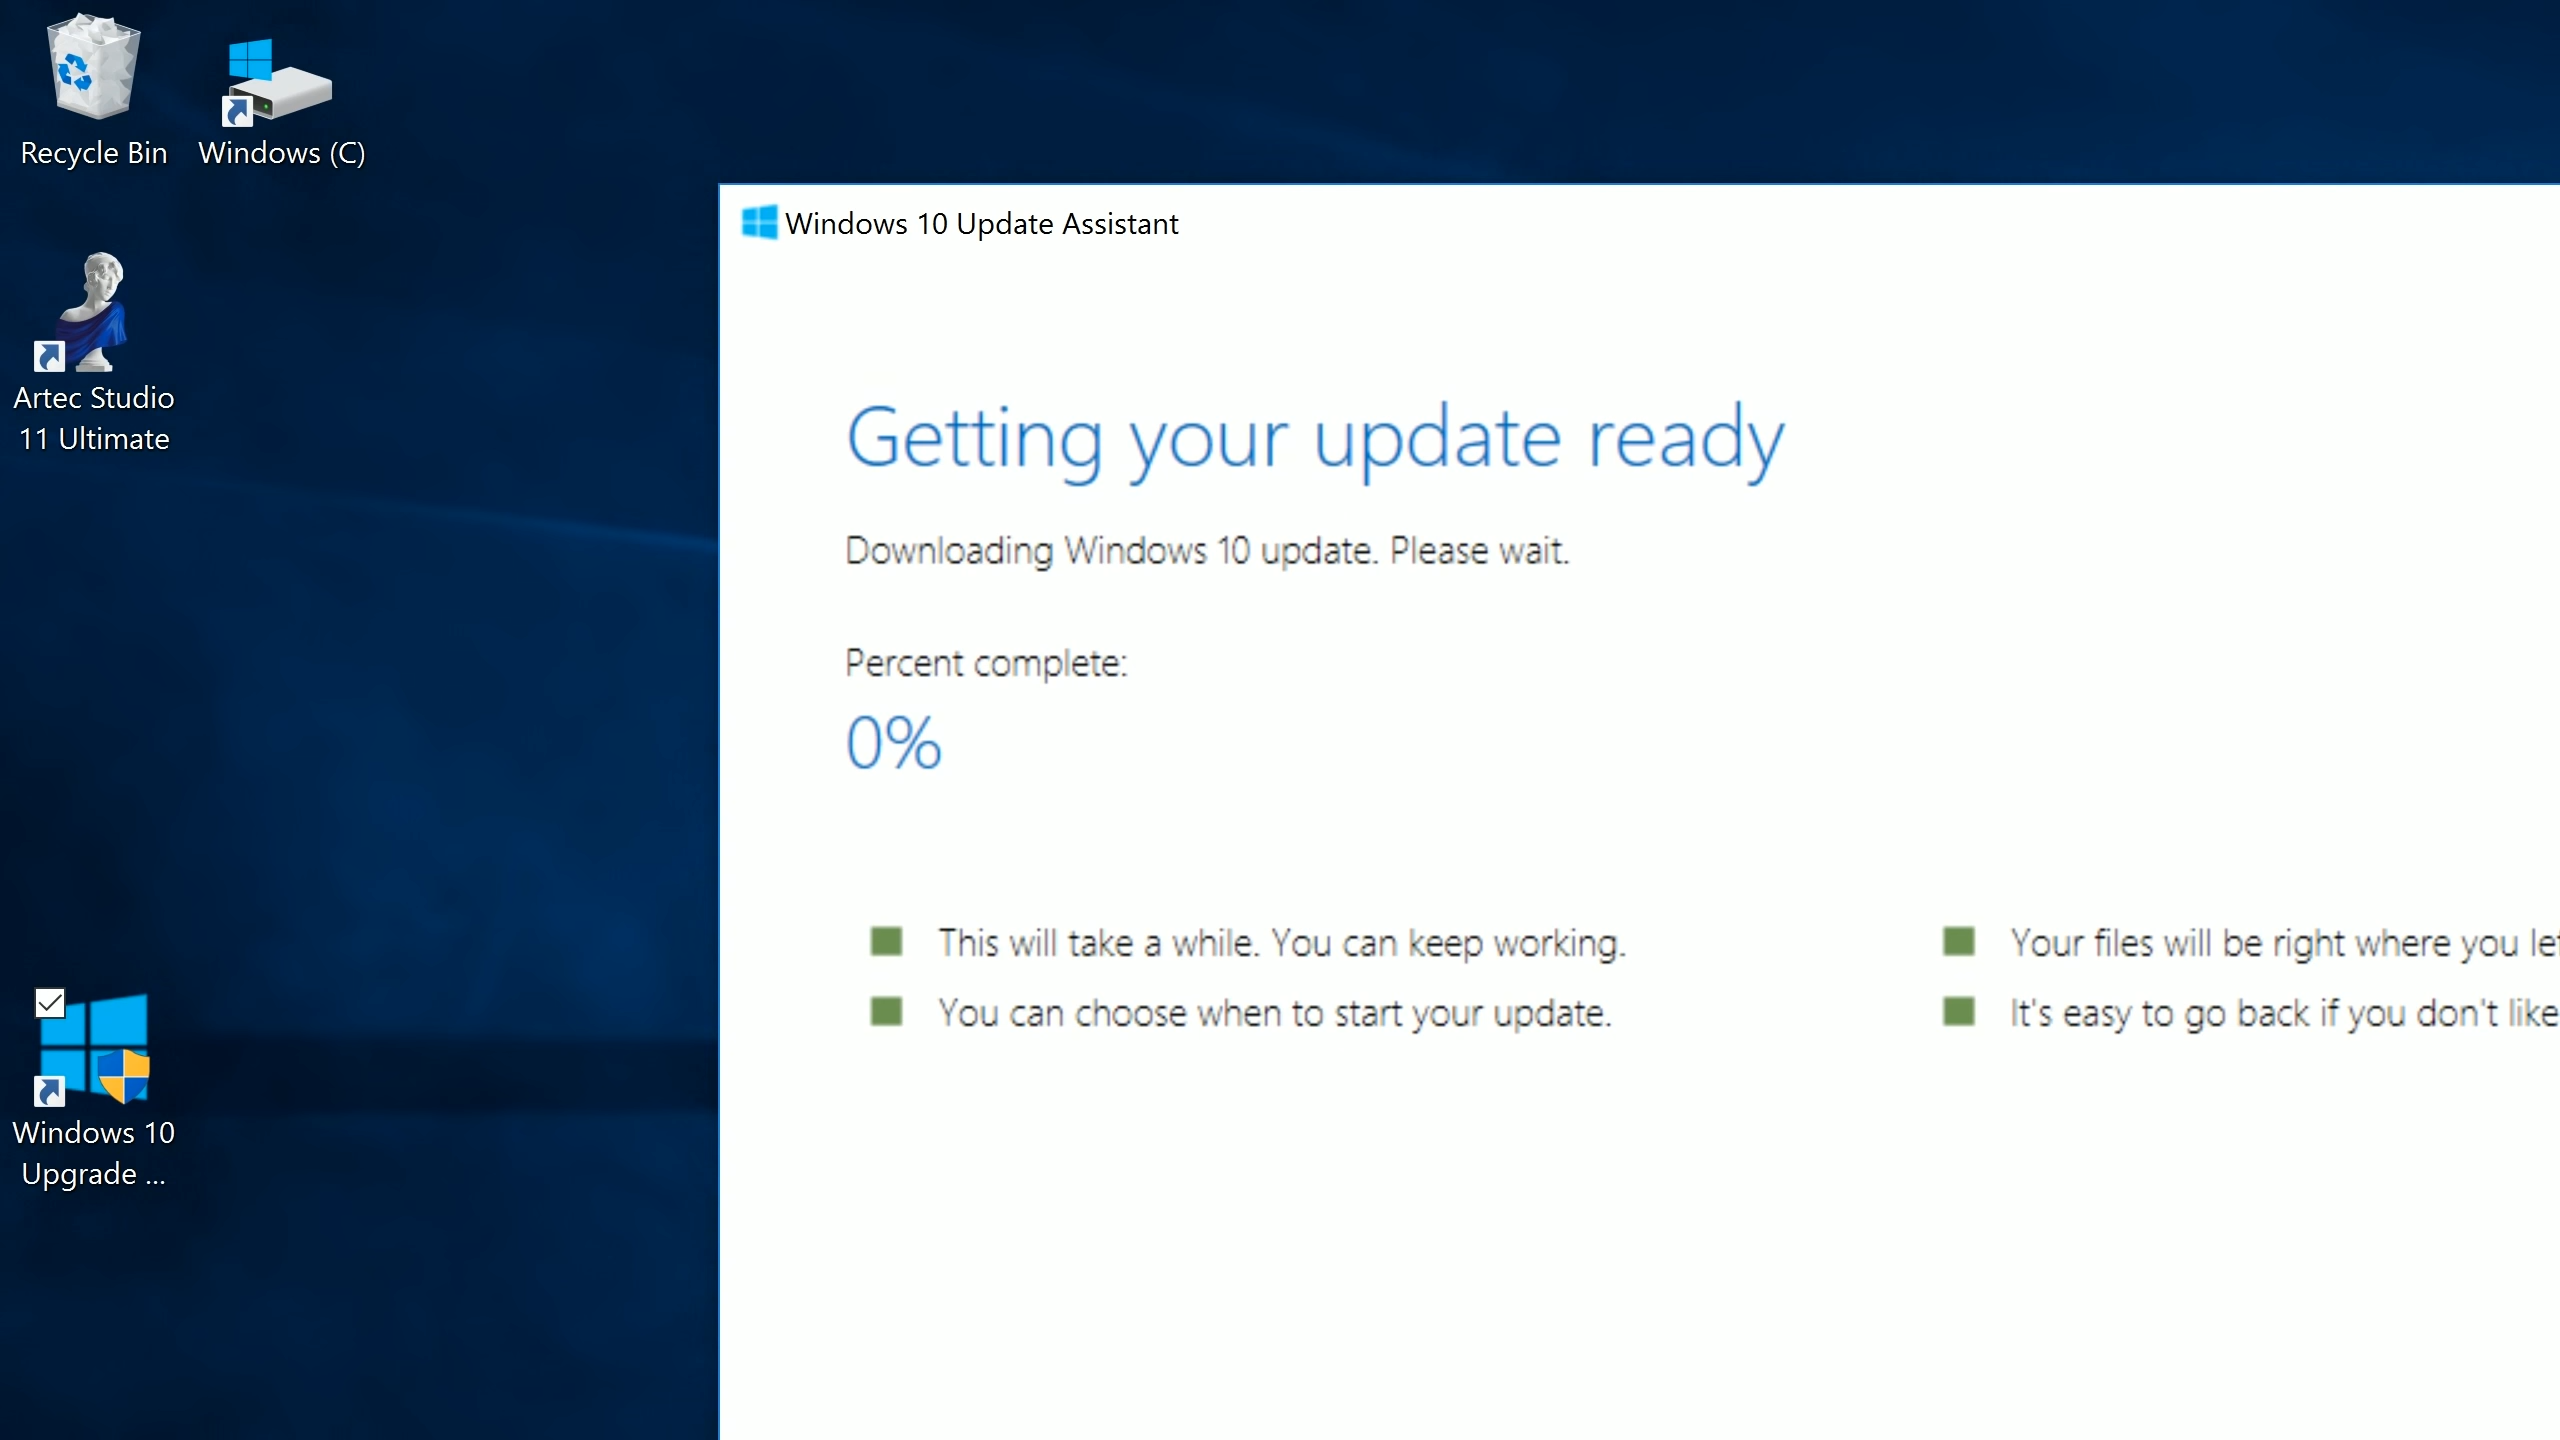 Recycle Bin
Windows (C)
Artec Studio
11 Ultimate
Windows 10
Upgrade ...
Windows 10 Update Assistant
Getting your update ready
Downloading Windows 10 update. Please wait.
Percent complete:
0%
This will take a while. You can keep working.
You can choose when to start your update.
Your files will be right where you
It's easy to go back if you don't like